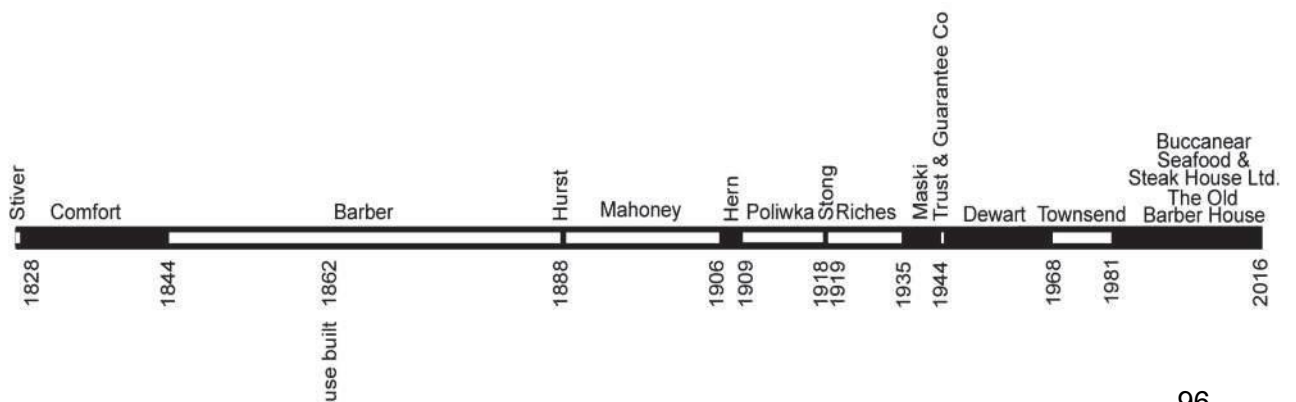 Stiver
Comfort
Barber
Hurst
Mahoney
Hern
Poliwka
Stong
Riches
Maski
Trust & Guarantee Co
Dewart
Townsend
Buccanear
Seafood &
Steak House Ltd.
The Old
Barber House
1828
1844
1862
1888
1906
1909
1918
1919
1935
1944
1968
1981
2016
use built
96